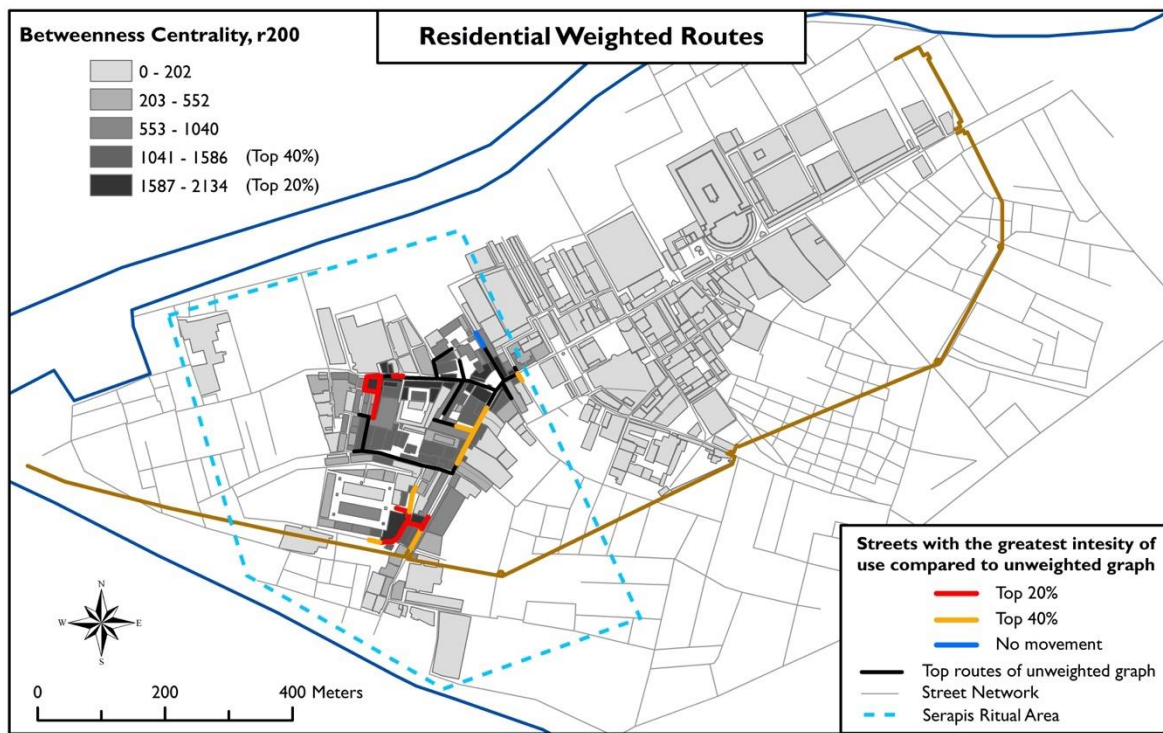 Residential Weighted Routes
Betweenness Centrality, r200
0 - 202
203 - 552
553 - 1040
1041 - 1586 (Top 40%)
1587 - 2134 (Top 20%)
N
W E
S
0 200 400 Meters
Streets with the greatest intesity of
use compared to unweighted graph
Top 20%
Top 40%
No movement
Top routes of unweighted graph
Street Network
Serapis Ritual Area